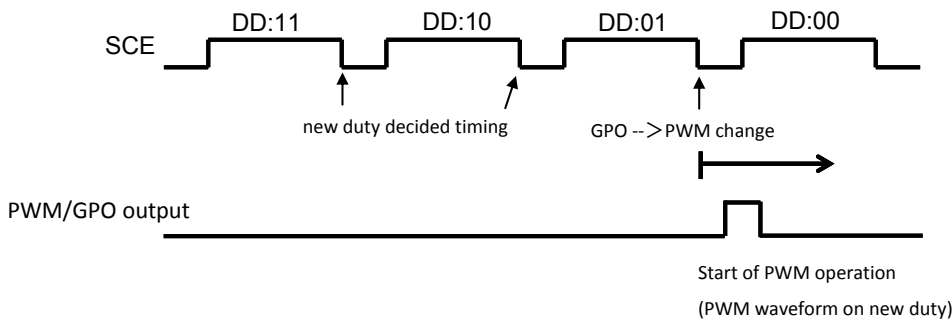 DD:11 DD:10 DD:01 DD:00
SCE
new duty decided timing
GPO --＞PWM change
PWM/GPO output
Start of PWM operation
(PWM waveform on new duty)